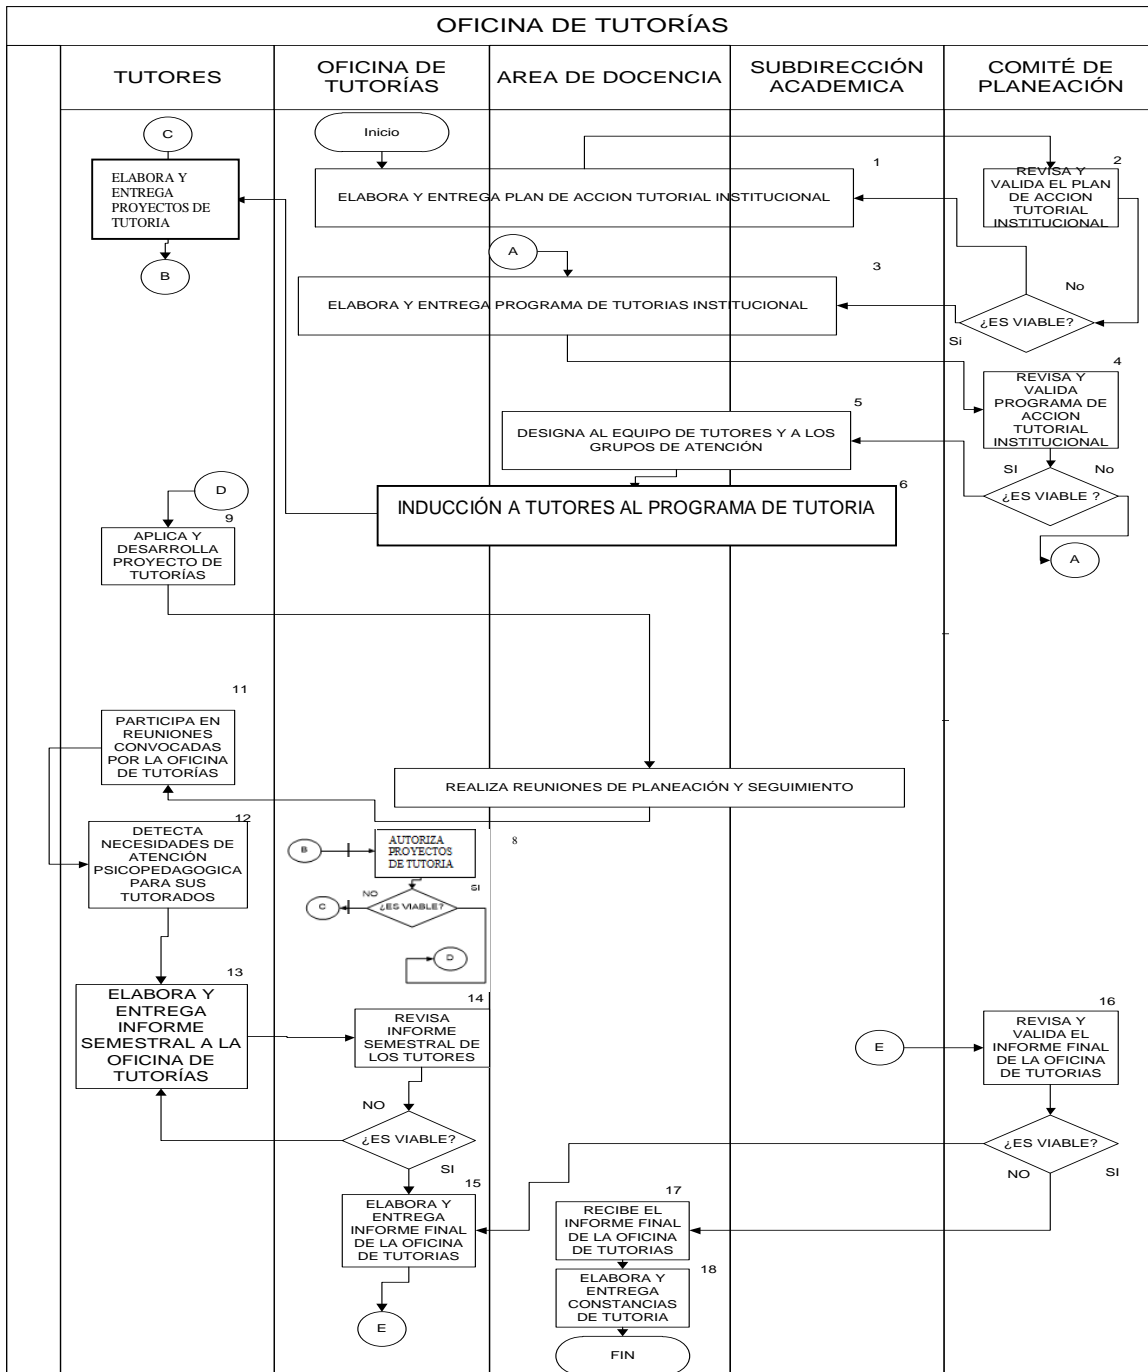 OFICINA DE TUTORÍAS
TUTORES
OFICINA DE
TUTORÍAS
AREA DE DOCENCIA
SUBDIRECCIÓN
ACADEMICA
COMITÉ DE
PLANEACIÓN
C
Inicio
ELABORA Y
ENTREGA
PROYECTOS DE
TUTORIA
B
1
ELABORA Y ENTREGA PLAN DE ACCION TUTORIAL INSTITUCIONAL
2
REVISA Y
VALIDA EL PLAN
DE ACCION
TUTORIAL
INSTITUCIONAL
A
3
ELABORA Y ENTREGA PROGRAMA DE TUTORIAS INSTITUCIONAL
No
¿ES VIABLE?
Si
4
REVISA Y
VALIDA
PROGRAMA DE
ACCION
TUTORIAL
INSTITUCIONAL
5
DESIGNA AL EQUIPO DE TUTORES Y A LOS
GRUPOS DE ATENCIÓN
SI
No
¿ES VIABLE ?
A
6
INDUCCIÓN A TUTORES AL PROGRAMA DE TUTORIA
D
9
APLICA Y
DESARROLLA
PROYECTO DE
TUTORÍAS
11
PARTICIPA EN
REUNIONES
CONVOCADAS
POR LA OFICINA
DE TUTORÍAS
REALIZA REUNIONES DE PLANEACIÓN Y SEGUIMIENTO
12
DETECTA
NECESIDADES DE
ATENCIÓN
PSICOPEDAGOGICA
PARA SUS
TUTORADOS
B
AUTORIZA
PROYECTOS
DE TUTORIA
8
NO
SI
C
¿ES VIABLE?
D
13
ELABORA Y
ENTREGA
INFORME
SEMESTRAL A LA
OFICINA DE
TUTORÍAS
14
REVISA
INFORME
SEMESTRAL DE
LOS TUTORES
NO
¿ES VIABLE?
SI
15
ELABORA Y
ENTREGA
INFORME FINAL
DE LA OFICINA
DE TUTORIAS
E
E
16
REVISA Y
VALIDA EL
INFORME FINAL
DE LA OFICINA
DE TUTORIAS
¿ES VIABLE?
NO
SI
17
RECIBE EL
INFORME FINAL
DE LA OFICINA
DE TUTORIAS
18
ELABORA Y
ENTREGA
CONSTANCIAS
DE TUTORIA
FIN